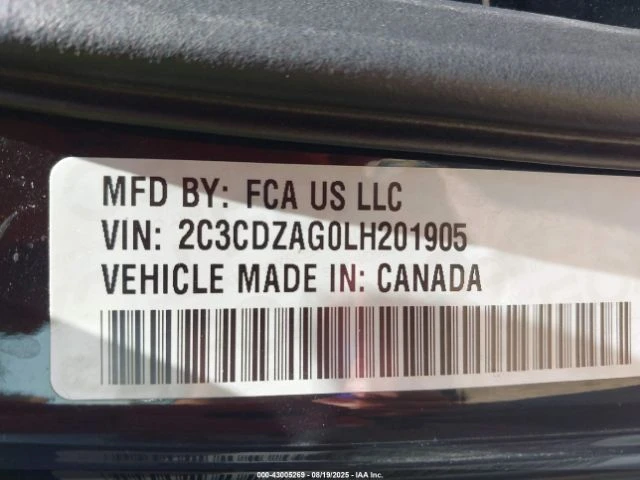 MFD BY: FCA US LLC
VIN: 2C3CDZAG0LH201905
VEHICLE MADE IN: CANADA
000-43005269 - 08/19/2025 - IAA Inc.